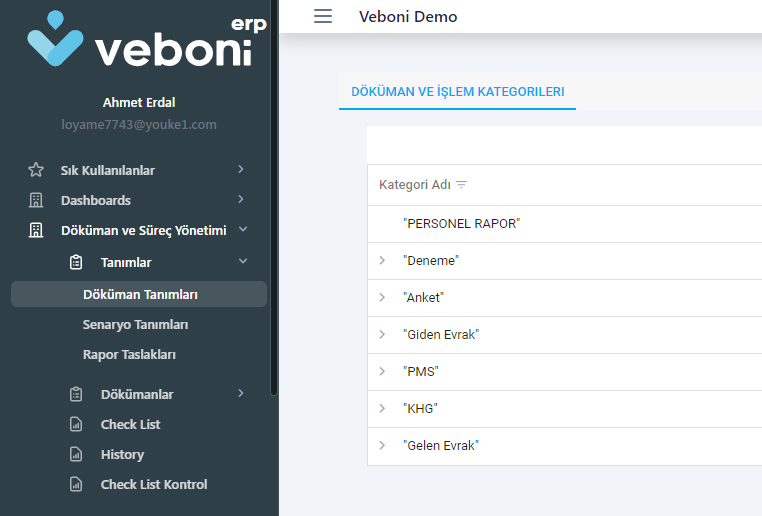 erp
veboni
Ahmet Erdal
loyame7743@youke1.com
Sık Kullanılanlar
Dashboards
Döküman ve Süreç Yönetimi
Tanımlar
Döküman Tanımları
Senaryo Tanımları
Rapor Taslakları
Dökümanlar
Check List
History
Check List Kontrol
Veboni Demo
DÖKÜMAN VE İŞLEM KATEGORILERI
Kategori Adı
"PERSONEL RAPOR"
"Deneme"
"Anket"
"Giden Evrak"
"PMS"
"KHG"
"Gelen Evrak"